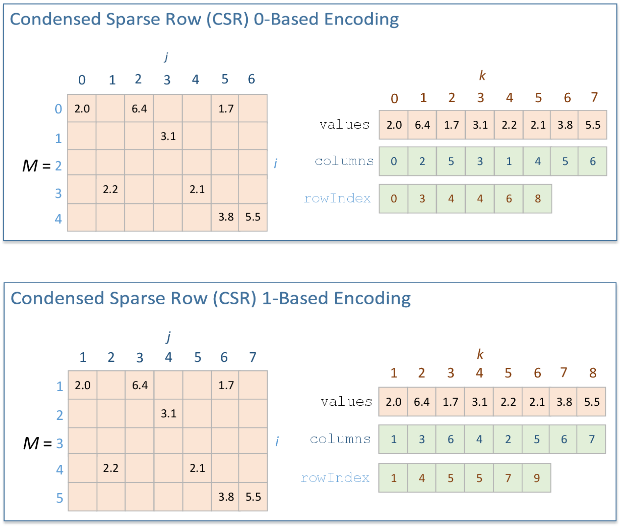 Condensed Sparse Row (CSR) 0-Based Encoding
j
0 1 2 3 4 5 6
k
0 1 2 3 4 5 6 7
0 2.0 6.4 1.7
values 2.0 6.4 1.7 3.1 2.2 2.1 3.8 5.5
1 3.1
M = 2 i
columns 0 2 5 3 1 4 5 6
3 2.2 2.1
rowIndex 0 3 4 4 6 8
4 3.8 5.5
Condensed Sparse Row (CSR) 1-Based Encoding
j
1 2 3 4 5 6 7
k
1 2 3 4 5 6 7 8
1 2.0 6.4 1.7
values 2.0 6.4 1.7 3.1 2.2 2.1 3.8 5.5
2 3.1
M = 3 i
columns 1 3 6 4 2 5 6 7
4 2.2 2.1
rowIndex 1 4 5 5 7 9
5 3.8 5.5